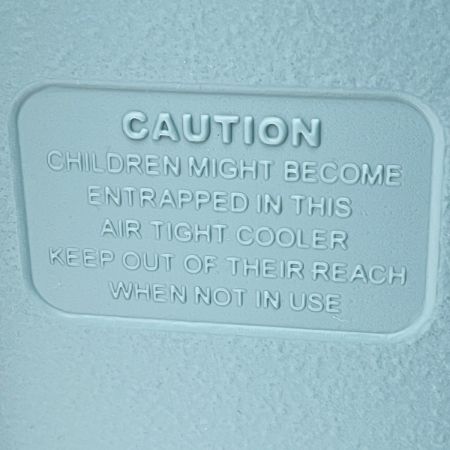 CAUTION
CHILDREN MIGHT BECOME
ENTRAPPED IN THIS
AIR TIGHT COOLER
KEEP OUT OF THEIR REACH
WHEN NOT IN USE